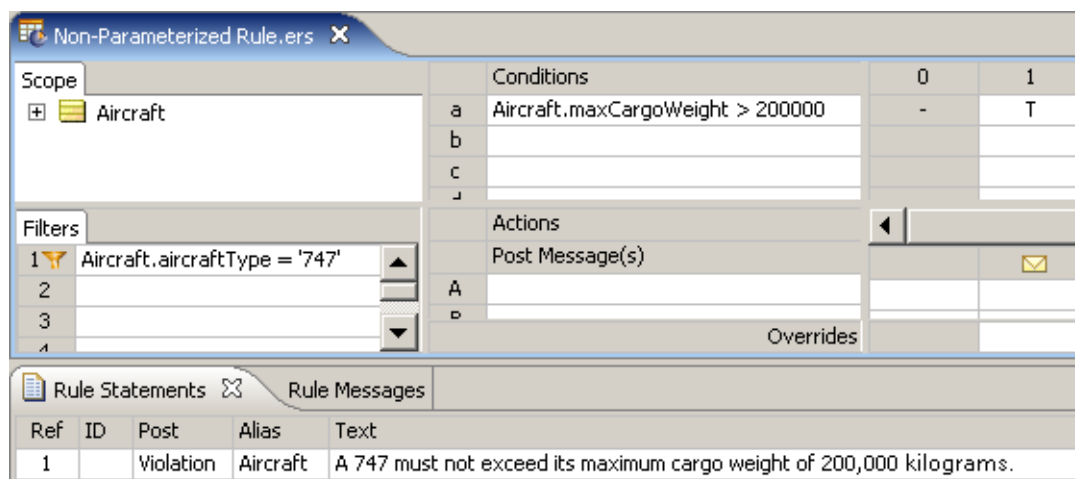 Non-Parameterized Rule.ers
Scope
Aircraft
Conditions 0 1
a Aircraft.maxCargoWeight > 200000 - T
b
c
Filters
1 Aircraft.aircraftType = '747'
2
3
Actions
Post Message(s)
A
Overrides
Rule Statements Rule Messages
Ref ID Post Alias Text
1 Violation Aircraft A 747 must not exceed its maximum cargo weight of 200,000 kilograms.